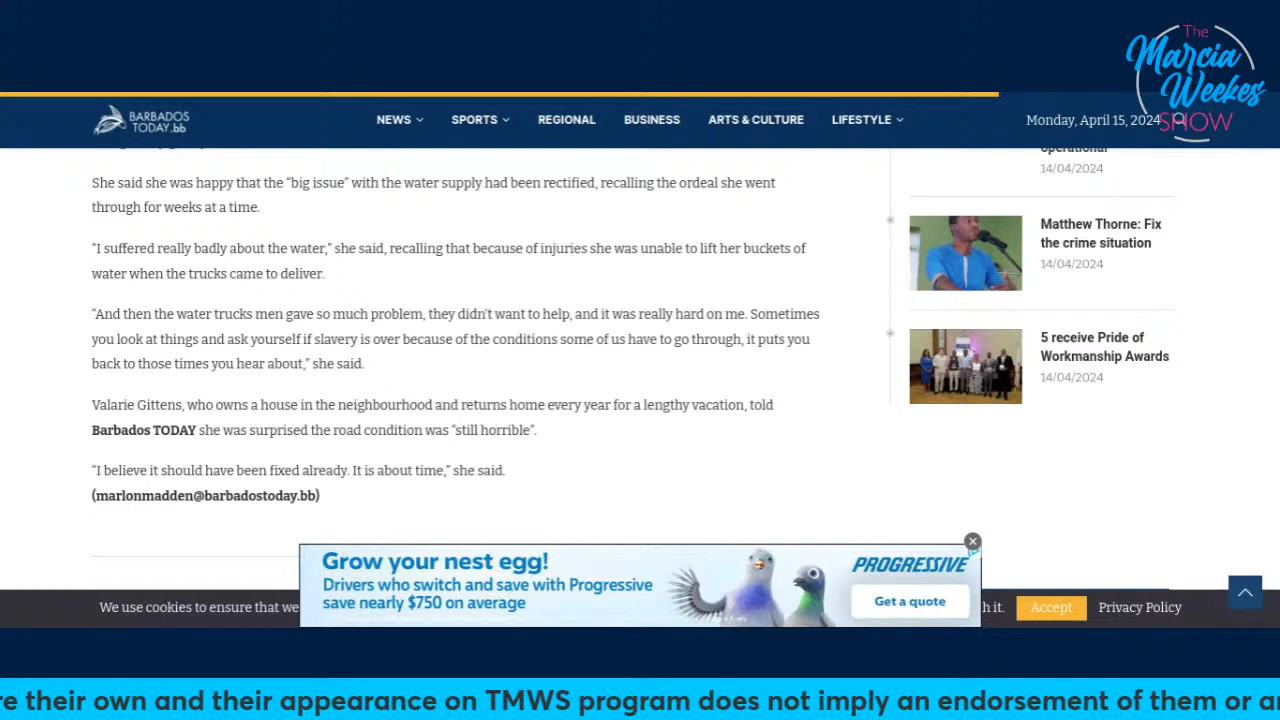 The
Marcia
Weekes
SHOW
BARBADOS
TODAY.bb
NEWS
SPORTS
REGIONAL
BUSINESS
ARTS & CULTURE
LIFESTYLE
Monday, April 15, 2024
She said she was happy that the “big issue” with the water supply had been rectified, recalling the ordeal she went
through for weeks at a time.
“I suffered really badly about the water,” she said, recalling that because of injuries she was unable to lift her buckets of
water when the trucks came to deliver.
“And then the water trucks men gave so much problem, they didn’t want to help, and it was really hard on me. Sometimes
you look at things and ask yourself if slavery is over because of the conditions some of us have to go through, it puts you
back to those times you hear about,” she said.
Valarie Gittens, who owns a house in the neighbourhood and returns home every year for a lengthy vacation, told
Barbados TODAY she was surprised the road condition was “still horrible”.
“I believe it should have been fixed already. It is about time,” she said.
(marlonmadden@barbadostoday.bb)
operational
14/04/2024
Matthew Thorne: Fix
the crime situation
14/04/2024
5 receive Pride of
Workmanship Awards
14/04/2024
Grow your nest egg!
Drivers who switch and save with Progressive
save nearly $750 on average
PROGRESSIVE
Get a quote
We use cookies to ensure that we
h it.
Accept
Privacy Policy
re their own and their appearance on TMWS program does not imply an endorsement of them or a